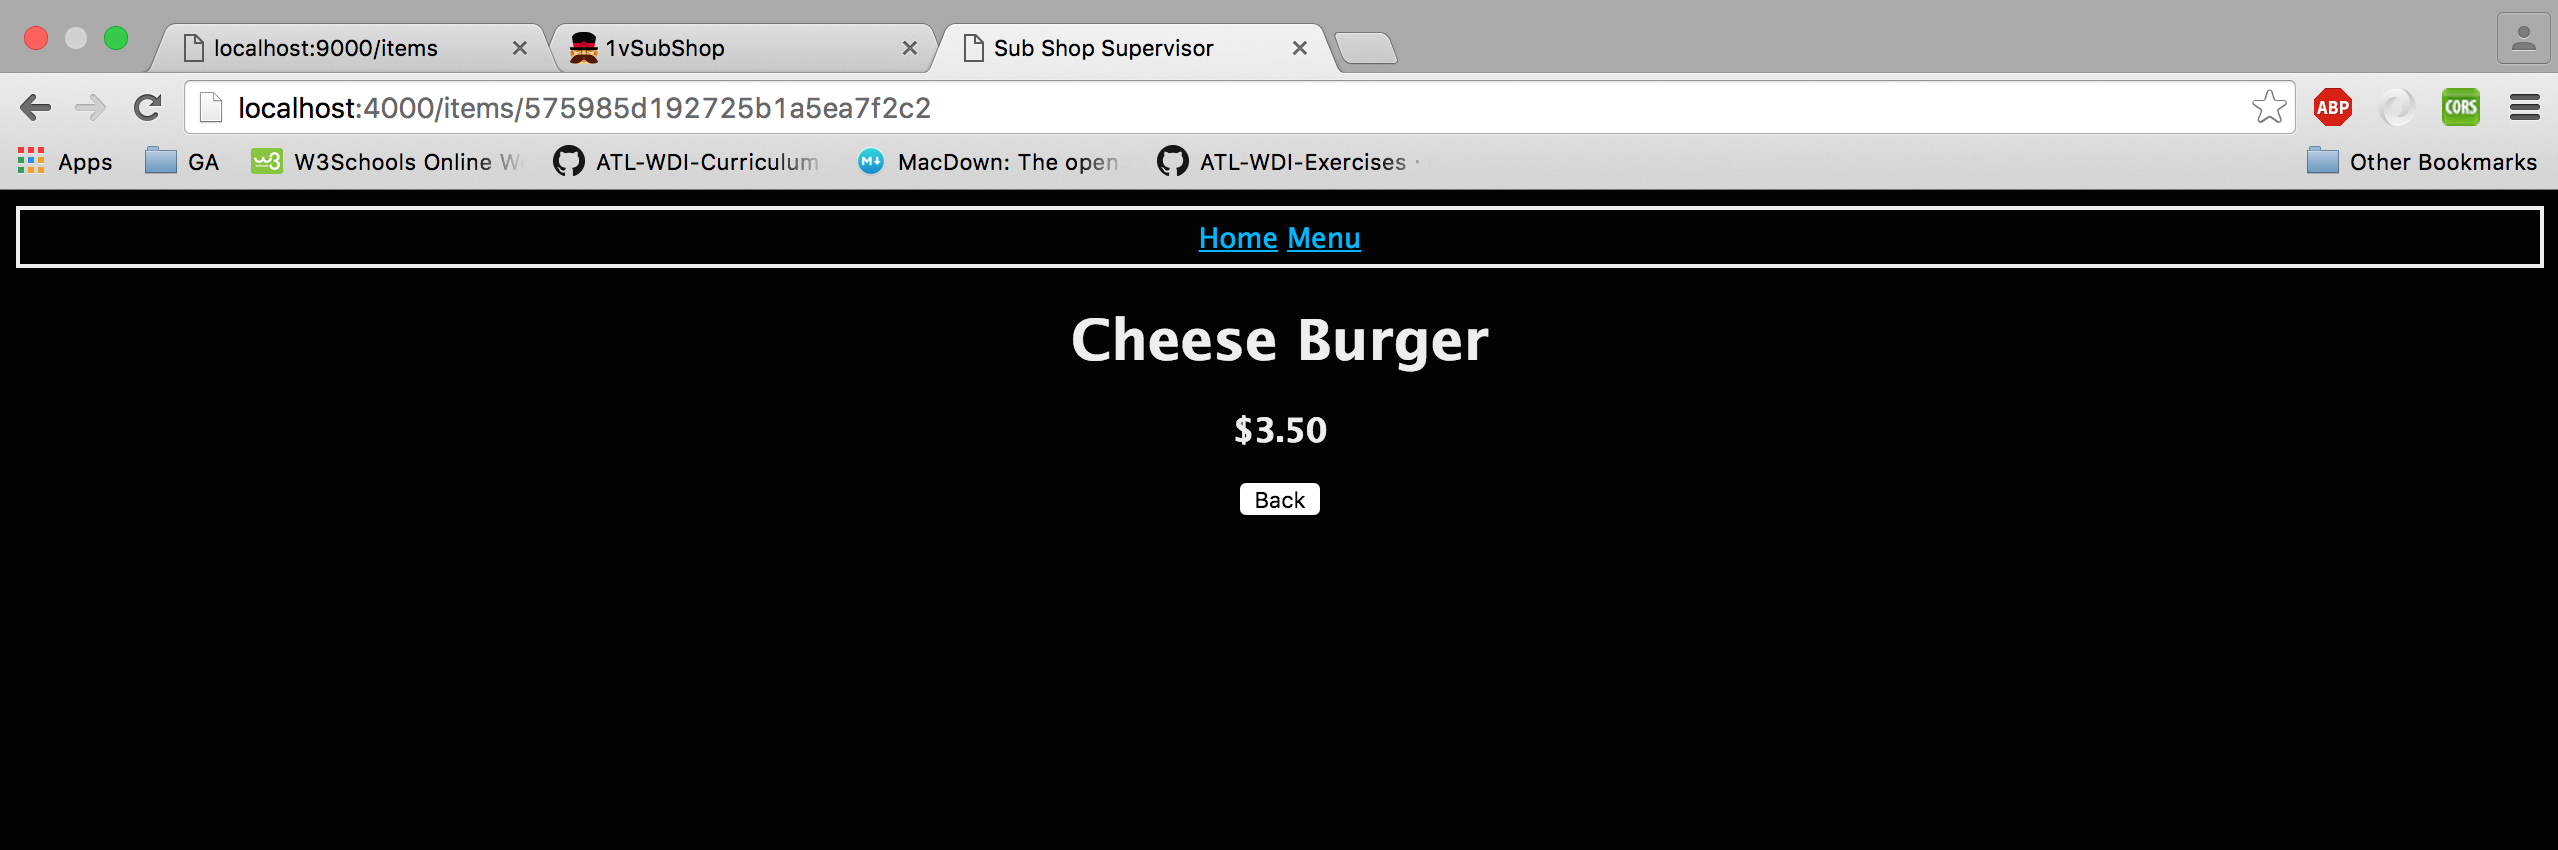 localhost:9000/items 1vSubShop Sub Shop Supervisor
localhost:4000/items/575985d192725b1a5ea7f2c2 ABP CORS
Apps GA w3 W3Schools Online W ATL-WDI-Curriculum M MacDown: The open ATL-WDI-Exercises · Other Bookmarks
Home Menu
Cheese Burger
$3.50
Back